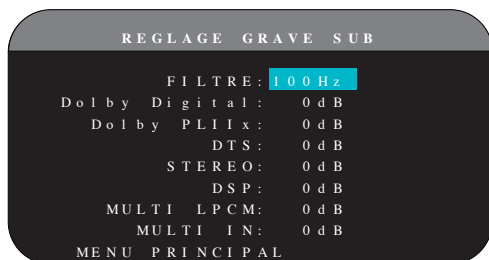 REGLAGE GRAVE SUB
FILTRE: 100Hz
Dolby Digital: 0dB
Dolby PLIIx: 0dB
DTS: 0dB
STEREO: 0dB
DSP: 0dB
MULTI LPCM: 0dB
MULTI IN: 0dB
MENU PRINCIPAL